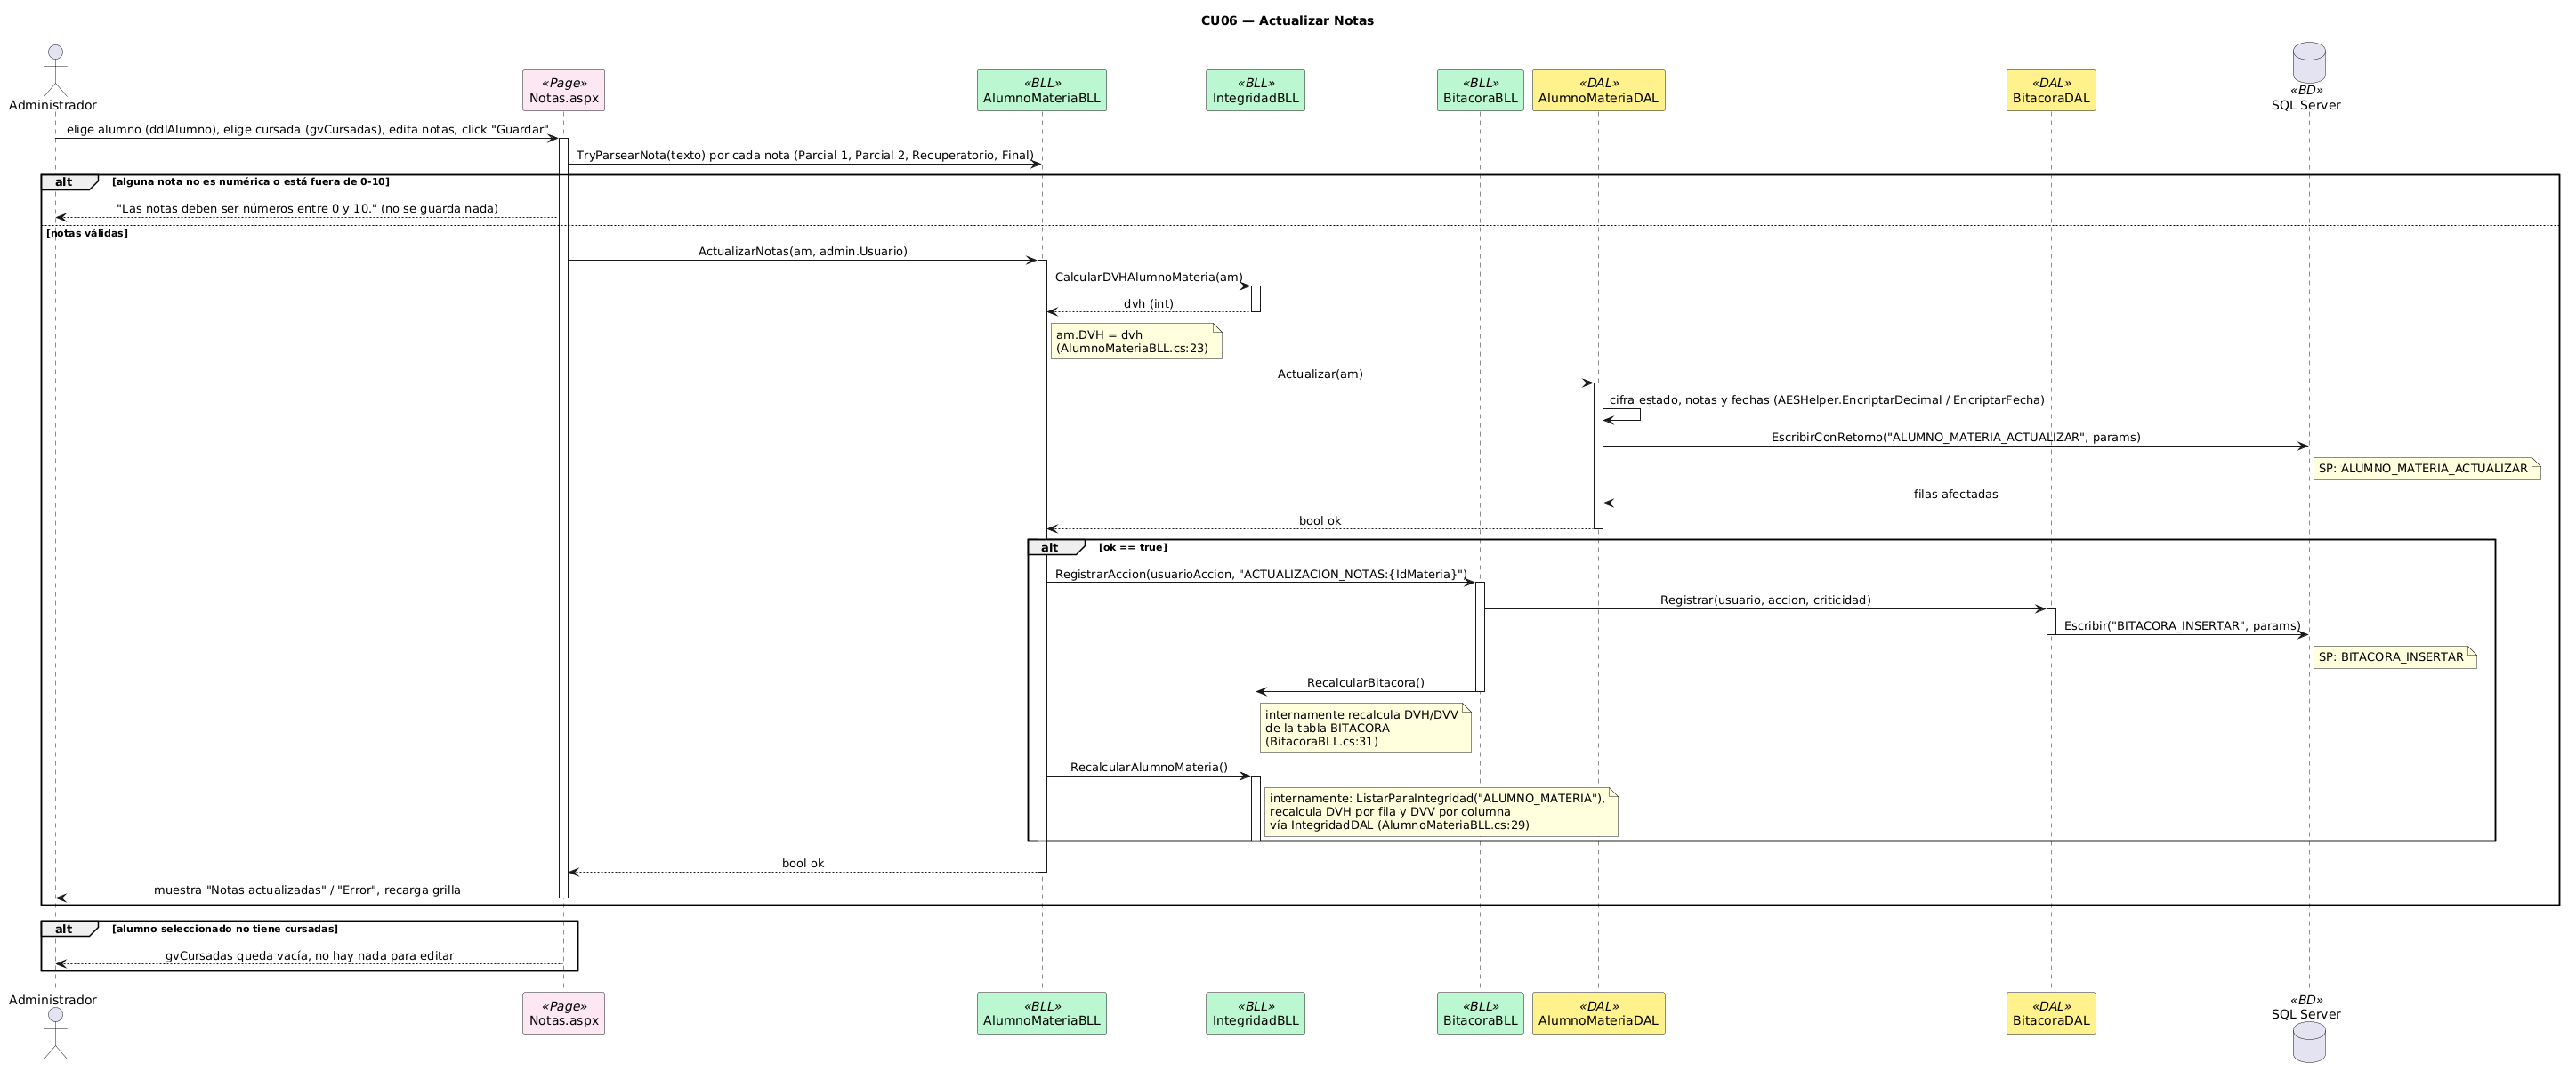 CU06 — Actualizar Notas
Administrador
«Page»
Notas.aspx
«BLL»
AlumnoMateriaBLL
«BLL»
IntegridadBLL
«BLL»
BitacoraBLL
«DAL»
AlumnoMateriaDAL
«DAL»
BitacoraDAL
«BD»
SQL Server
elige alumno (ddlAlumno), elige cursada (gvCursadas), edita notas, click "Guardar"
TryParsearNota(texto) por cada nota (Parcial 1, Parcial 2, Recuperatorio, Final)
alt [alguna nota no es numérica o está fuera de 0-10]
"Las notas deben ser números entre 0 y 10." (no se guarda nada)
[notas válidas]
ActualizarNotas(am, admin.Usuario)
CalcularDVHAlumnoMateria(am)
dvh (int)
am.DVH = dvh
(AlumnoMateriaBLL.cs:23)
Actualizar(am)
cifra estado, notas y fechas (AESHelper.EncriptarDecimal / EncriptarFecha)
EscribirConRetorno("ALUMNO_MATERIA_ACTUALIZAR", params)
SP: ALUMNO_MATERIA_ACTUALIZAR
filas afectadas
bool ok
alt [ok == true]
RegistrarAccion(usuarioAccion, "ACTUALIZACION_NOTAS:{IdMateria}")
Registrar(usuario, accion, criticidad)
Escribir("BITACORA_INSERTAR", params)
SP: BITACORA_INSERTAR
RecalcularBitacora()
internamente recalcula DVH/DVV
de la tabla BITACORA
(BitacoraBLL.cs:31)
RecalcularAlumnoMateria()
internamente: ListarParaIntegridad("ALUMNO_MATERIA"),
recalcula DVH por fila y DVV por columna
vía IntegridadDAL (AlumnoMateriaBLL.cs:29)
bool ok
muestra "Notas actualizadas" / "Error", recarga grilla
alt [alumno seleccionado no tiene cursadas]
gvCursadas queda vacía, no hay nada para editar
Administrador
«Page»
Notas.aspx
«BLL»
AlumnoMateriaBLL
«BLL»
IntegridadBLL
«BLL»
BitacoraBLL
«DAL»
AlumnoMateriaDAL
«DAL»
BitacoraDAL
«BD»
SQL Server